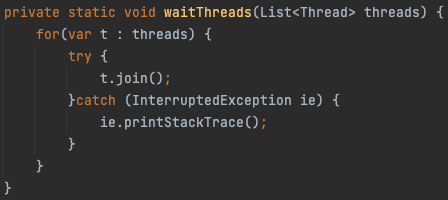 private static void waitThreads(List<Thread> threads) {
    for(var t : threads) {
        try {
            t.join();
        }catch (InterruptedException ie) {
            ie.printStackTrace();
        }
    }
}